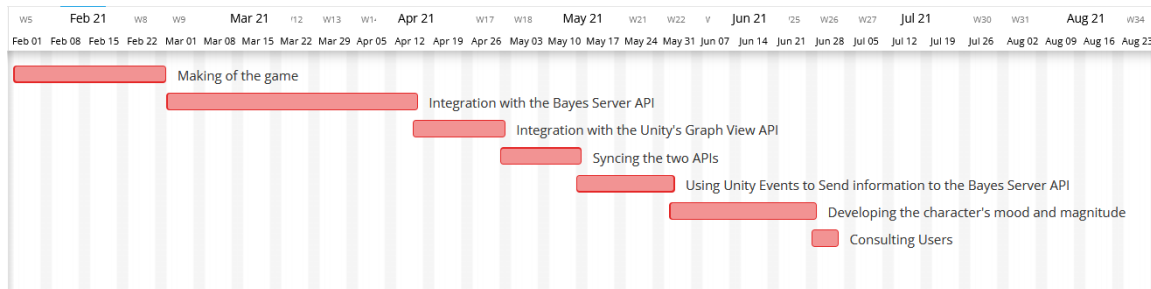 W5 Feb 21 W8 W9 Mar 21 '12 W13 W14 Apr 21 W17 W18 May 21 W21 W22 Jun 21 '25 W26 W27 Jul 21 W30 W31 Aug 21 W34
Feb 01 Feb 08 Feb 15 Feb 22 Mar 01 Mar 08 Mar 15 Mar 22 Mar 29 Apr 05 Apr 12 Apr 19 Apr 26 May 03 May 10 May 17 May 24 May 31 Jun 07 Jun 14 Jun 21 Jun 28 Jul 05 Jul 12 Jul 19 Jul 26 Aug 02 Aug 09 Aug 16 Aug 23
Making of the game
Integration with the Bayes Server API
Integration with the Unity's Graph View API
Syncing the two APIs
Using Unity Events to Send information to the Bayes Server API
Developing the character's mood and magnitude
Consulting Users